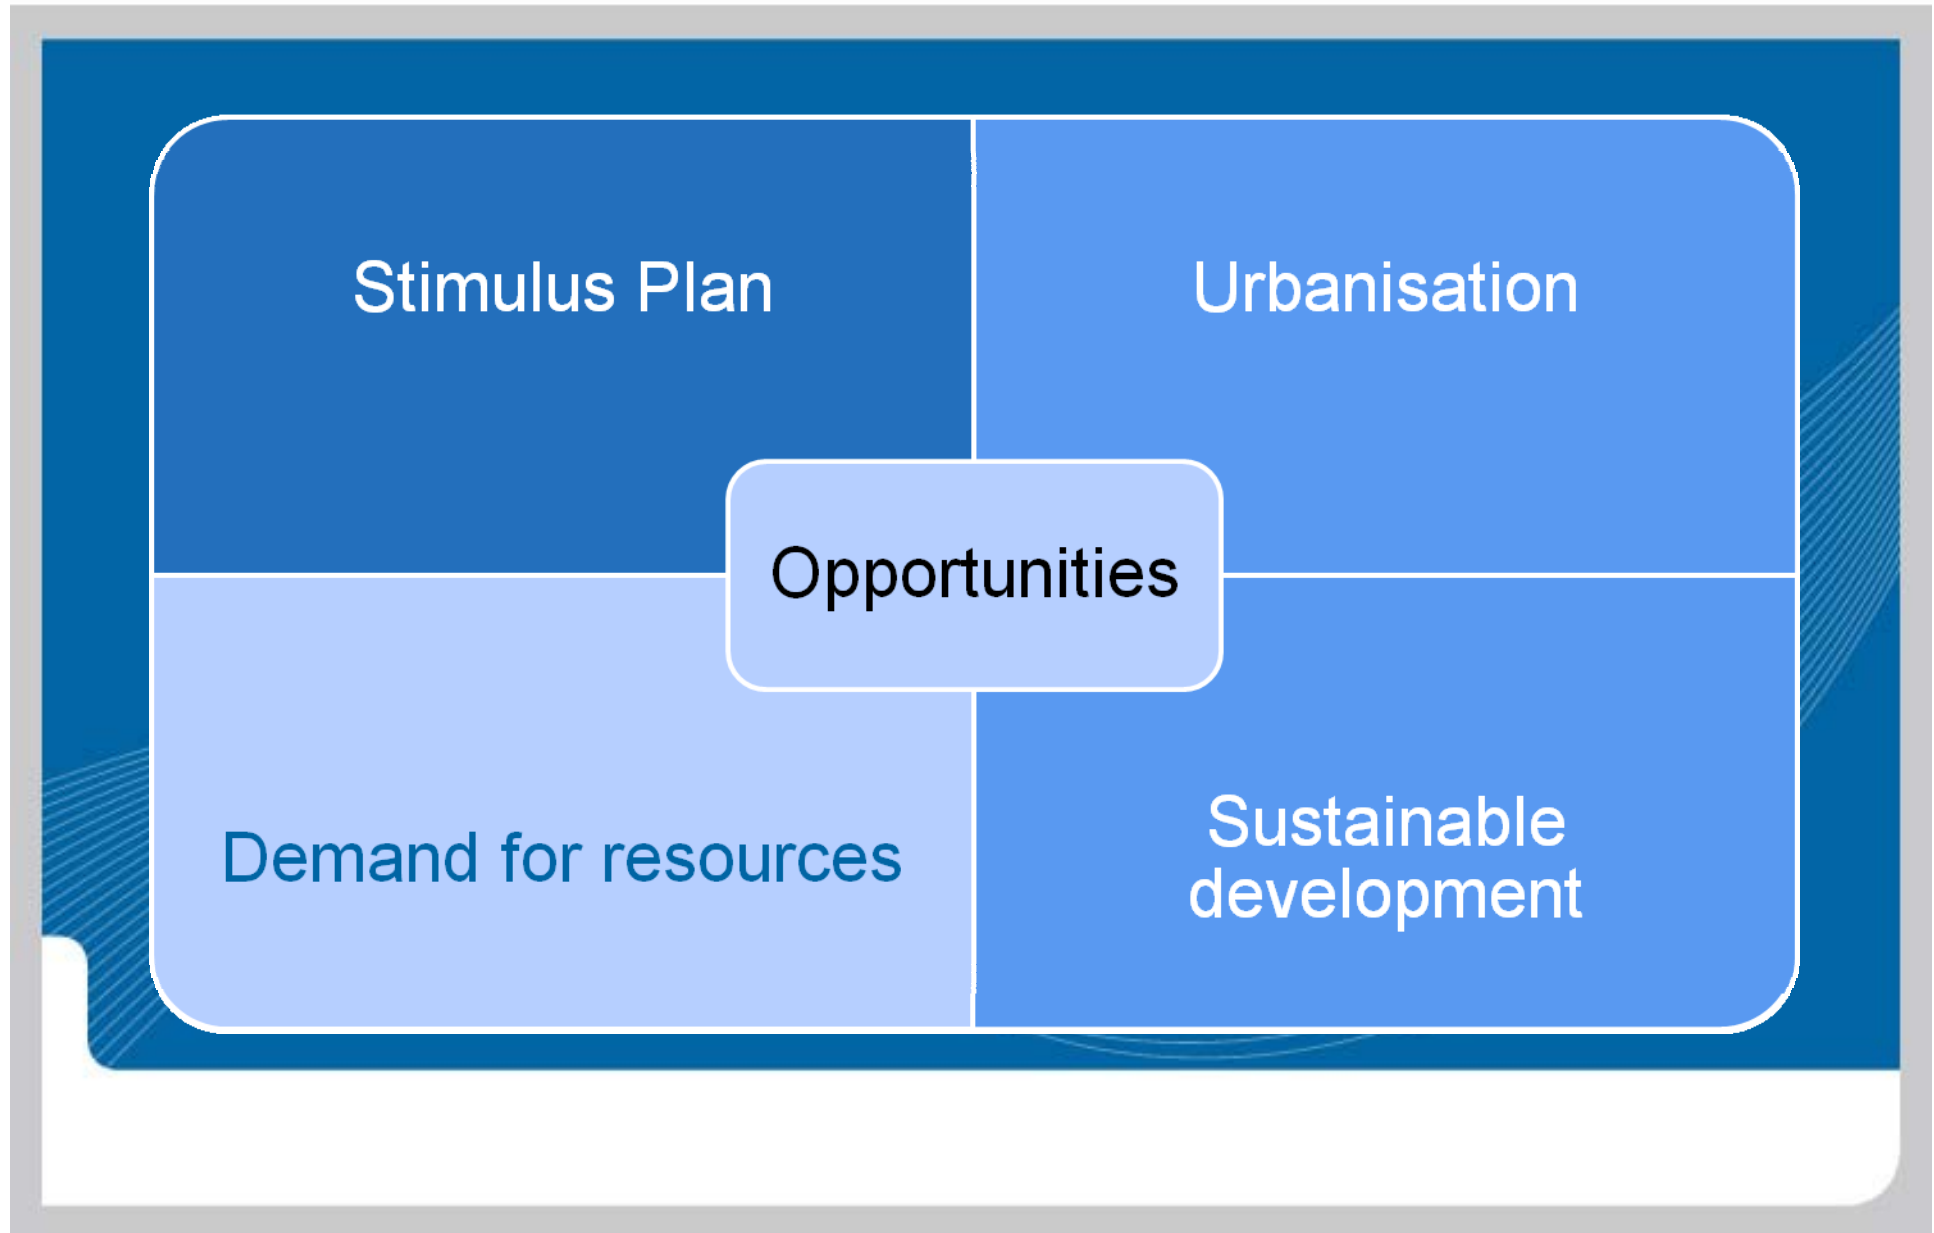 Stimulus Plan
Urbanisation
Opportunities
Demand for resources
Sustainable
development